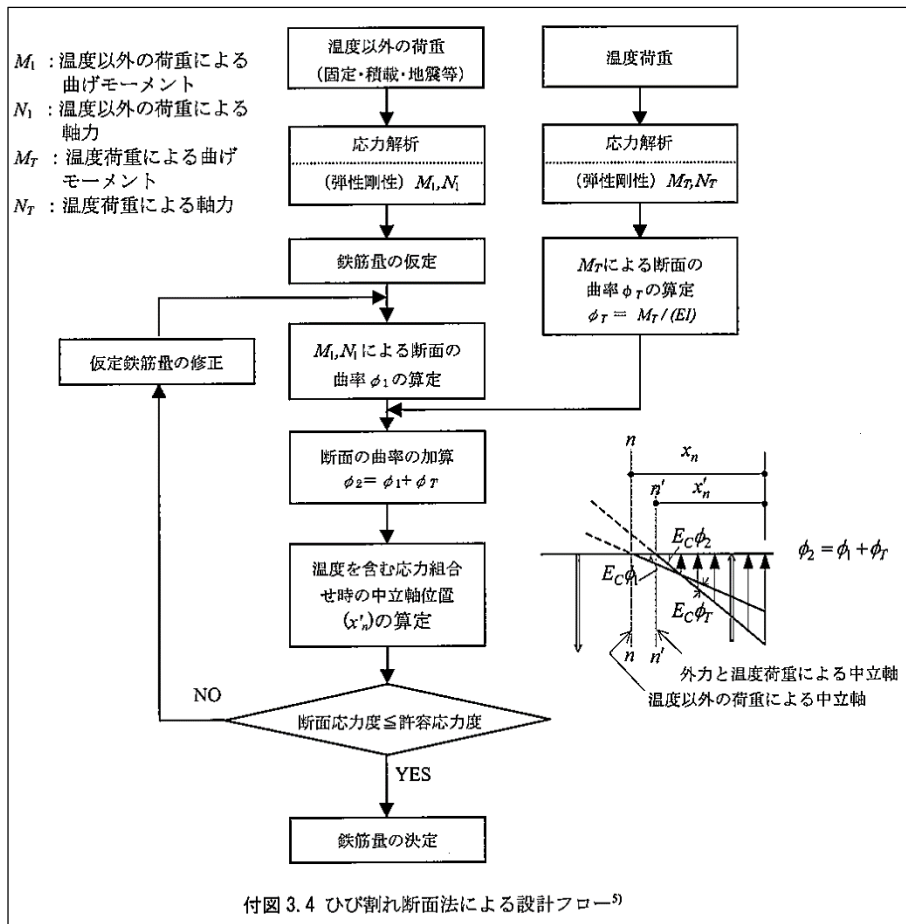 M₁ ：温度以外の荷重による
曲げモーメント
N₁ ：温度以外の荷重による
軸力
M_T ：温度荷重による曲げ
モーメント
N_T ：温度荷重による軸力
温度以外の荷重
(固定・積載・地震等)
温度荷重
応力解析
(弾性剛性) M₁,N₁
応力解析
(弾性剛性) M_T,N_T
鉄筋量の仮定
M_Tによる断面の
曲率φ_Tの算定
φ_T = M_T/(EI)
仮定鉄筋量の修正
M₁,N₁による断面の
曲率φ₁の算定
断面の曲率の加算
φ₂= φ₁+ φ_T
温度を含む応力組合
せ時の中立軸位置
(x'ₙ)の算定
NO
断面応力度≦許容応力度
YES
鉄筋量の決定
n
xₙ
n'
x'ₙ
E_Cφ₂
E_Cφ₁
E_Cφ_T
φ₂ = φ₁ + φ_T
n
n'
外力と温度荷重による中立軸
温度以外の荷重による中立軸
付図 3.4 ひび割れ断面法による設計フロー⁵⁾